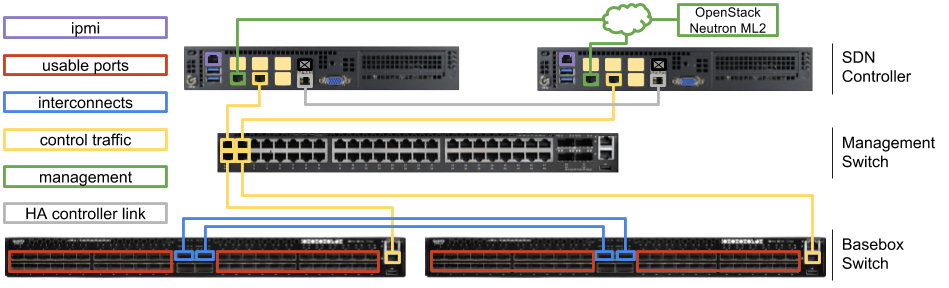 ipmi
usable ports
interconnects
control traffic
management
HA controller link
OpenStack
Neutron ML2
SDN
Controller
Management
Switch
Basebox
Switch